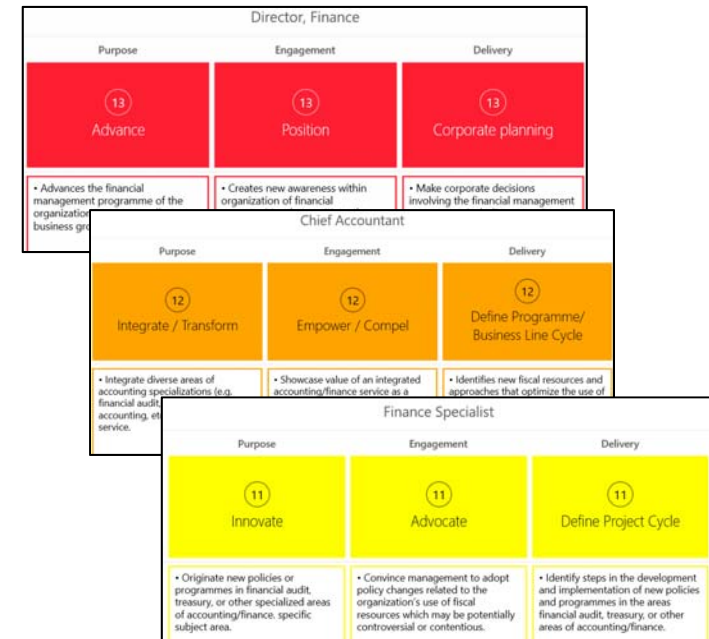 Director, Finance
Purpose
Engagement
Delivery
13
Advance
13
Position
13
Corporate planning
• Advances the financial
management programme of the
organization
business gro
• Creates new awareness within
organization of financial
• Make corporate decisions
involving the financial management
Chief Accountant
Purpose
Engagement
Delivery
12
Integrate / Transform
12
Empower / Compel
12
Define Programme/
Business Line Cycle
• Integrate diverse areas of
accounting specializations (e.g.
financial audit,
accounting, et
service.
• Showcase value of an integrated
accounting/finance service as a
• Identifies new fiscal resources and
approaches that optimize the use of
Finance Specialist
Purpose
Engagement
Delivery
11
Innovate
11
Advocate
11
Define Project Cycle
• Originate new policies or
programmes in financial audit,
treasury, or other specialized areas
of accounting/finance. specific
subject area.
• Convince management to adopt
policy changes related to the
organization's use of fiscal
resources which may be potentially
controversial or contentious.
• Identify steps in the development
and implementation of new policies
and programmes in the areas
financial audit, treasury, or other
areas of accounting/finance.